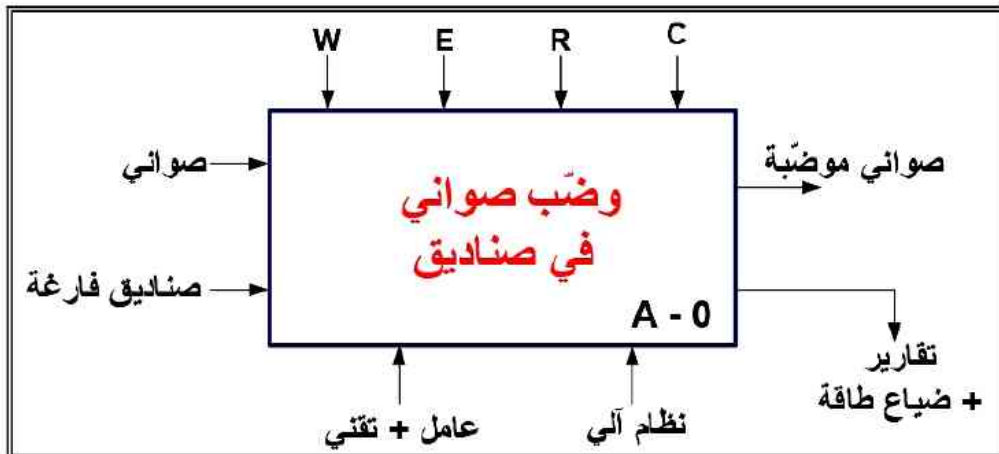 W E R C
صواني
صواني موضّبة
وضّب صواني
في صناديق
صناديق فارغة
A - 0
تقارير
+ ضياع طاقة
نظام آلي
عامل + تقني